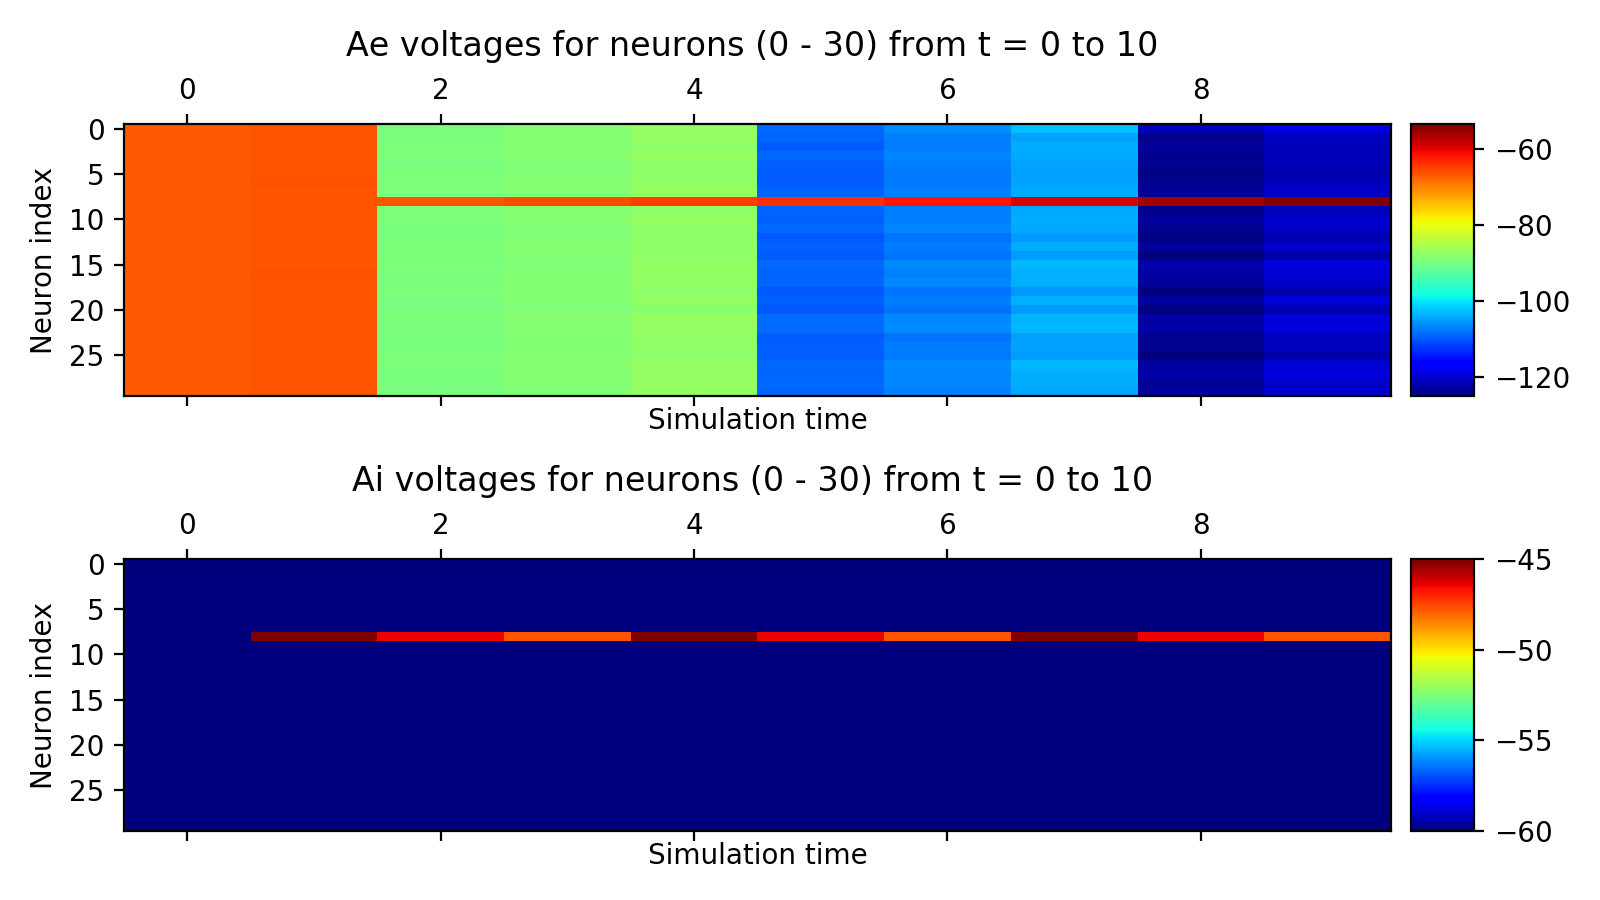 Ae voltages for neurons (0 - 30) from t = 0 to 10
0 2 4 6 8
0
5
10
15
20
25
Neuron index
−60
−80
−100
−120
Simulation time
Ai voltages for neurons (0 - 30) from t = 0 to 10
0 2 4 6 8
0
5
10
15
20
25
Neuron index
−45
−50
−55
−60
Simulation time